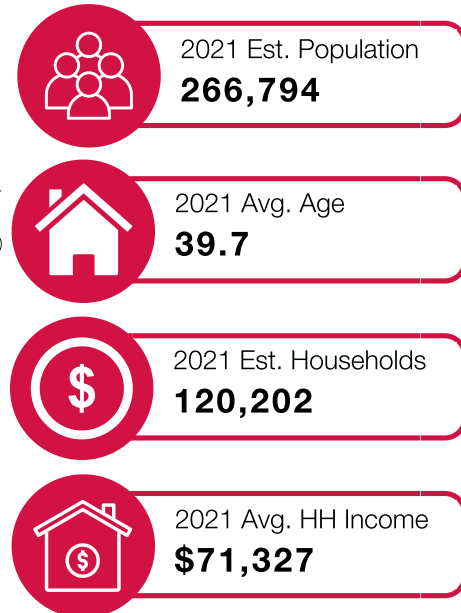 2021 Est. Population
266,794
2021 Avg. Age
39.7
$
2021 Est. Households
120,202
2021 Avg. HH Income
$
$71,327